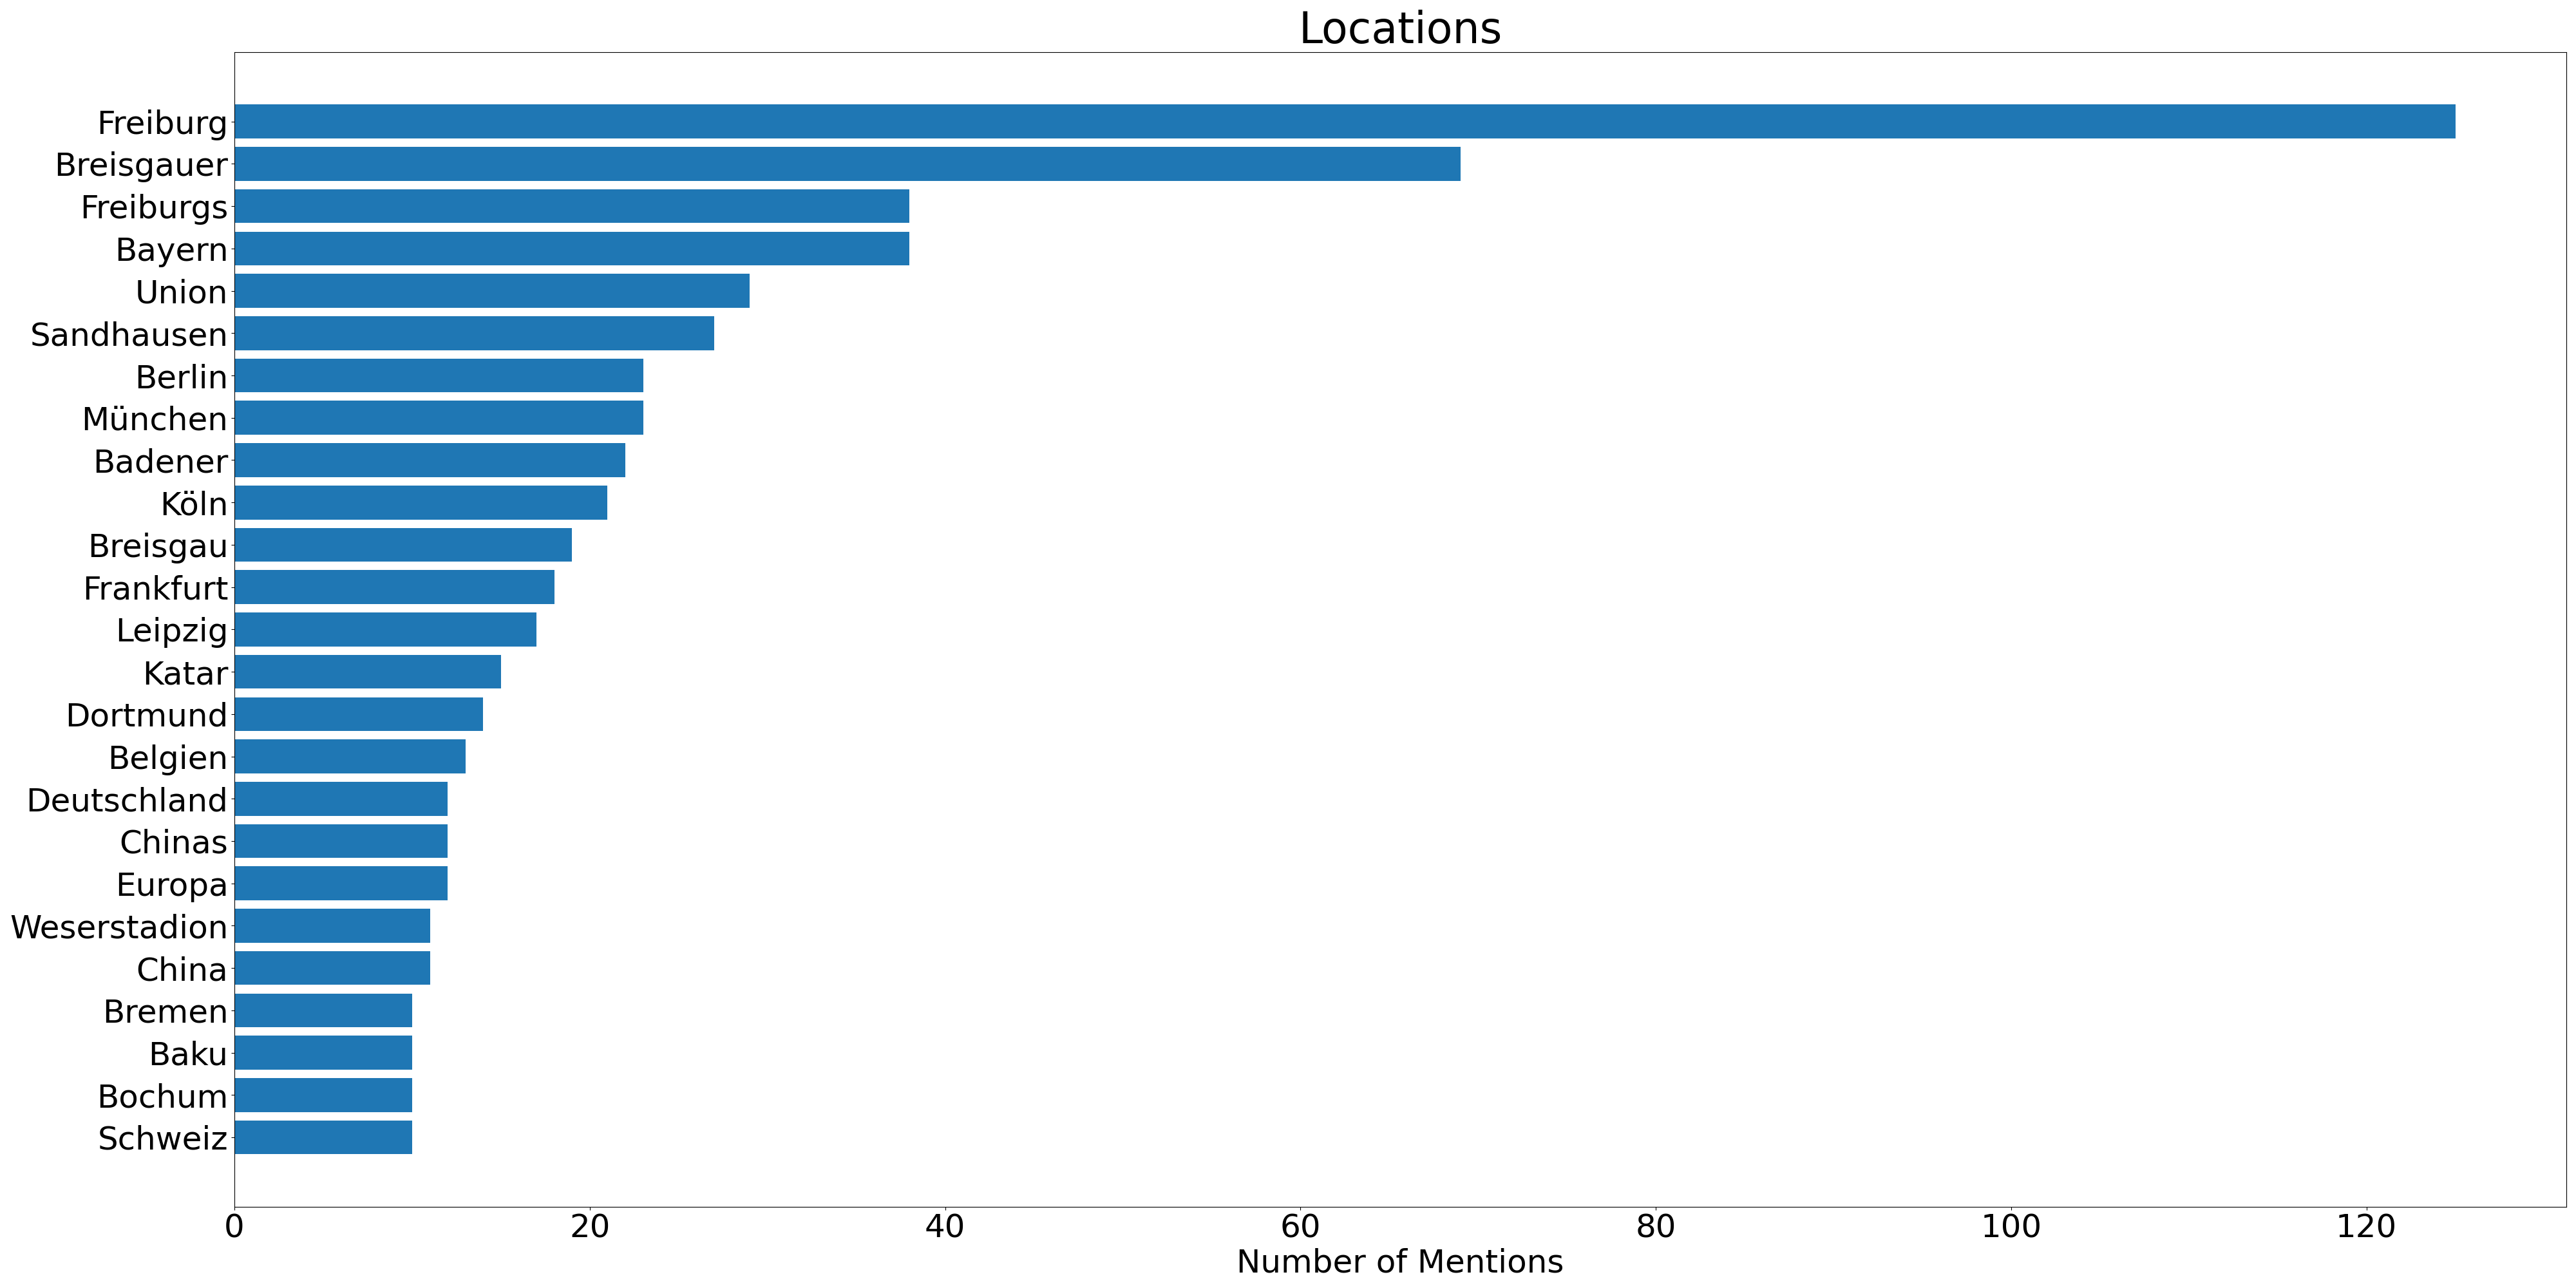 Locations
Freiburg
Breisgauer
Freiburgs
Bayern
Union
Sandhausen
Berlin
München
Badener
Köln
Breisgau
Frankfurt
Leipzig
Katar
Dortmund
Belgien
Deutschland
Chinas
Europa
Weserstadion
China
Bremen
Baku
Bochum
Schweiz
0 20 40 60 80 100 120
Number of Mentions